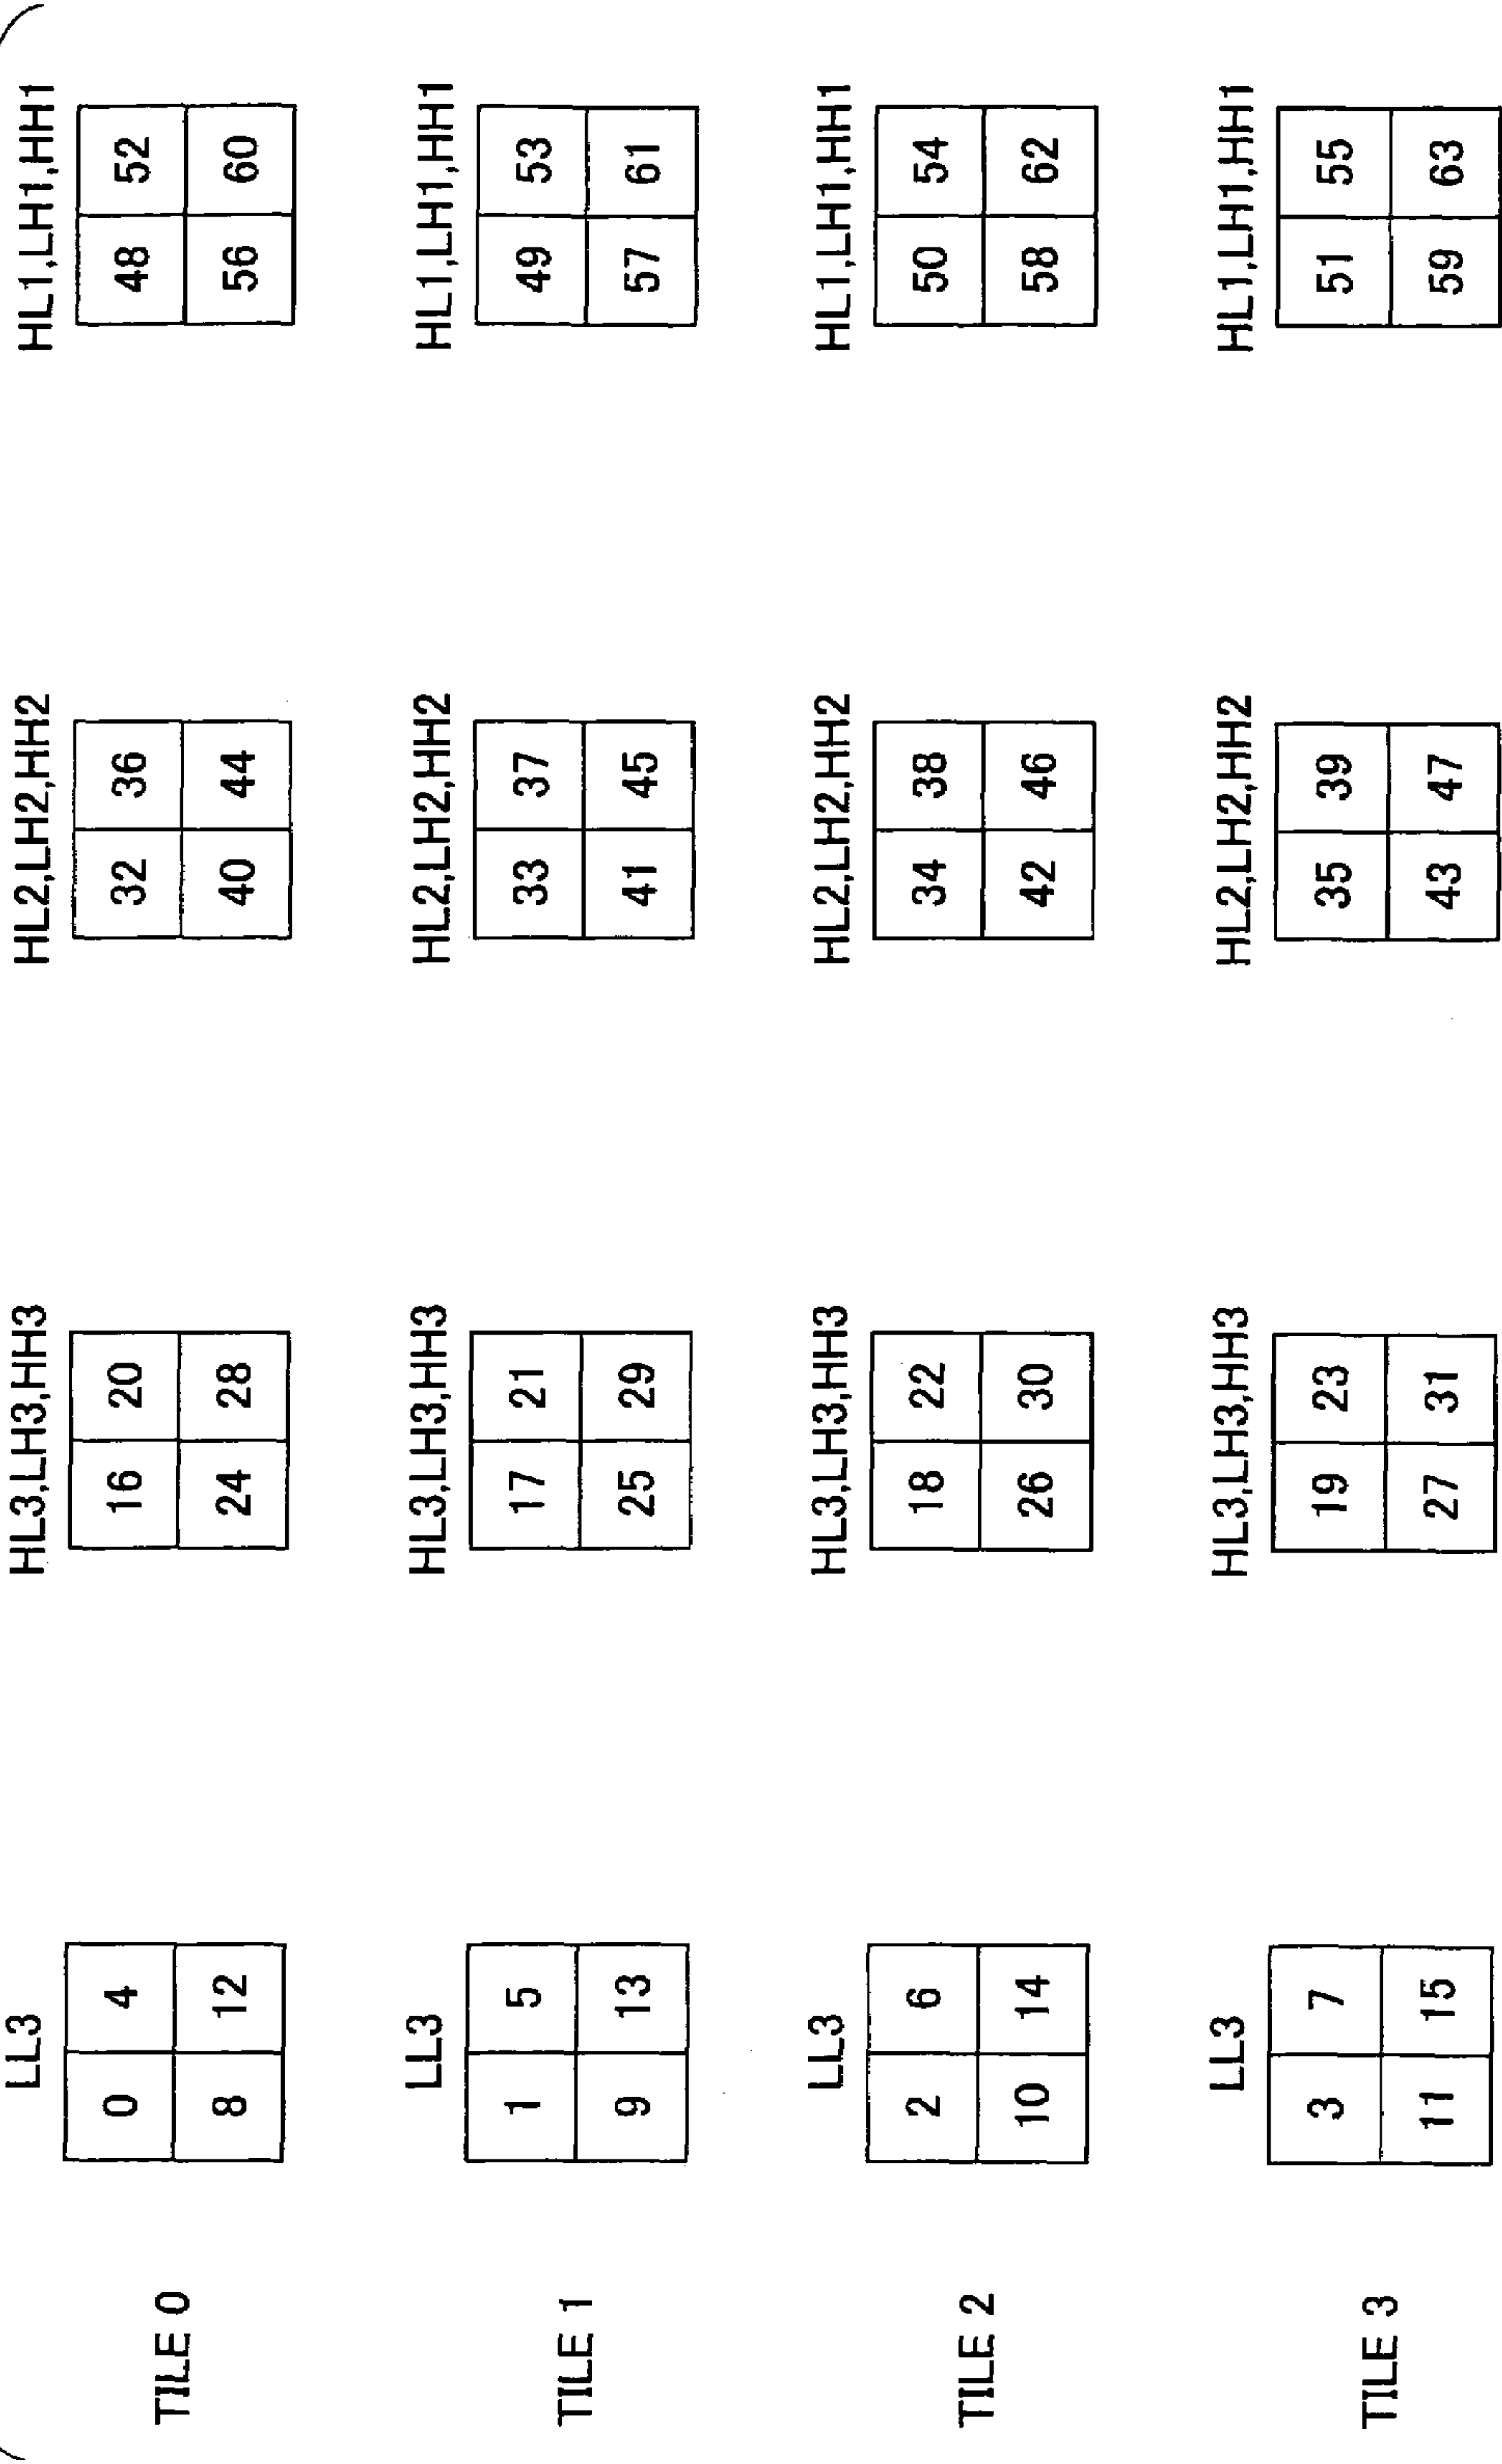 LL3 HL3,LH3,HH3 HL2,LH2,HH2 HL1,LH1,HH1
TILE 0
0 4 16 20 32 36 48 52
8 12 24 28 40 44 56 60
LL3 HL3,LH3,HH3 HL2,LH2,HH2 HL1,LH1,HH1
TILE 1
1 5 17 21 33 37 49 53
9 13 25 29 41 45 57 61
LL3 HL3,LH3,HH3 HL2,LH2,HH2 HL1,LH1,HH1
TILE 2
2 6 18 22 34 38 50 54
10 14 26 30 42 46 58 62
LL3 HL3,LH3,HH3 HL2,LH2,HH2 HL1,LH1,HH1
TILE 3
3 7 19 23 35 39 51 55
11 15 27 31 43 47 59 63